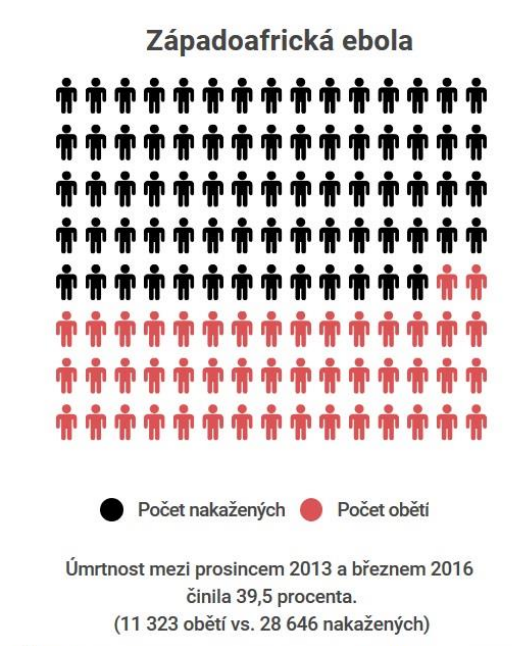 Západoafrická ebola
Počet nakažených
Počet obětí
Úmrtnost mezi prosincem 2013 a březnem 2016
činila 39,5 procenta.
(11 323 obětí vs. 28 646 nakažených)